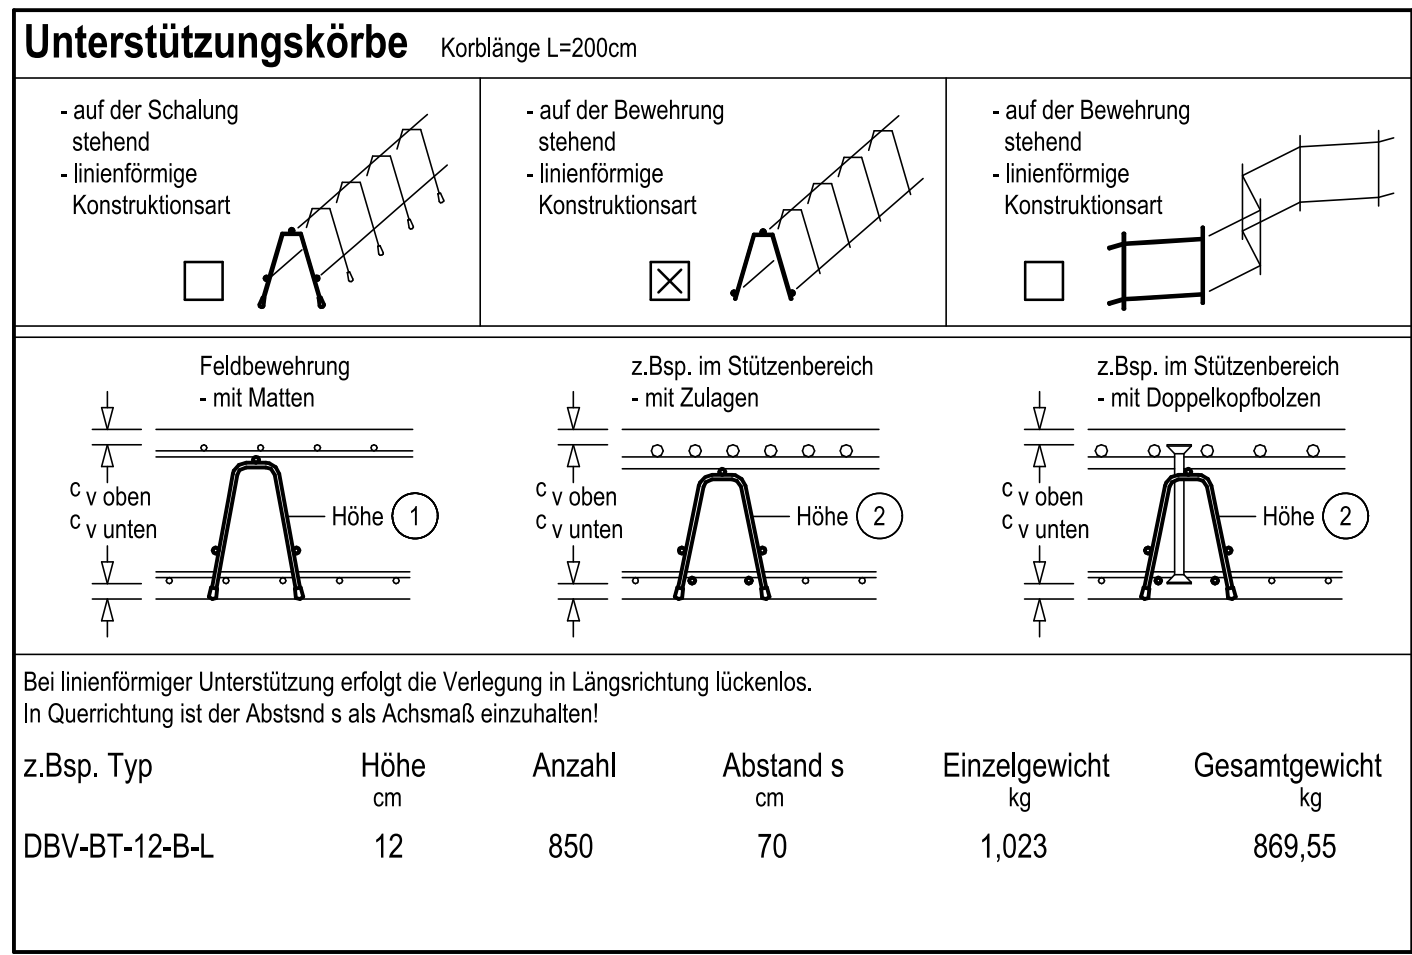 Unterstützungskörbe Korblänge L=200cm
- auf der Schalung
stehend
- linienförmige
Konstruktionsart
- auf der Bewehrung
stehend
- linienförmige
Konstruktionsart
- auf der Bewehrung
stehend
- linienförmige
Konstruktionsart
Feldbewehrung
- mit Matten
c v oben
c v unten
Höhe 1
z.Bsp. im Stützenbereich
- mit Zulagen
c v oben
c v unten
Höhe 2
z.Bsp. im Stützenbereich
- mit Doppelkopfbolzen
c v oben
c v unten
Höhe 2
Bei linienförmiger Unterstützung erfolgt die Verlegung in Längsrichtung lückenlos.
In Querrichtung ist der Abstsnd s als Achsmaß einzuhalten!
z.Bsp. Typ Höhe Anzahl Abstand s Einzelgewicht Gesamtgewicht
cm cm kg kg
DBV-BT-12-B-L 12 850 70 1,023 869,55